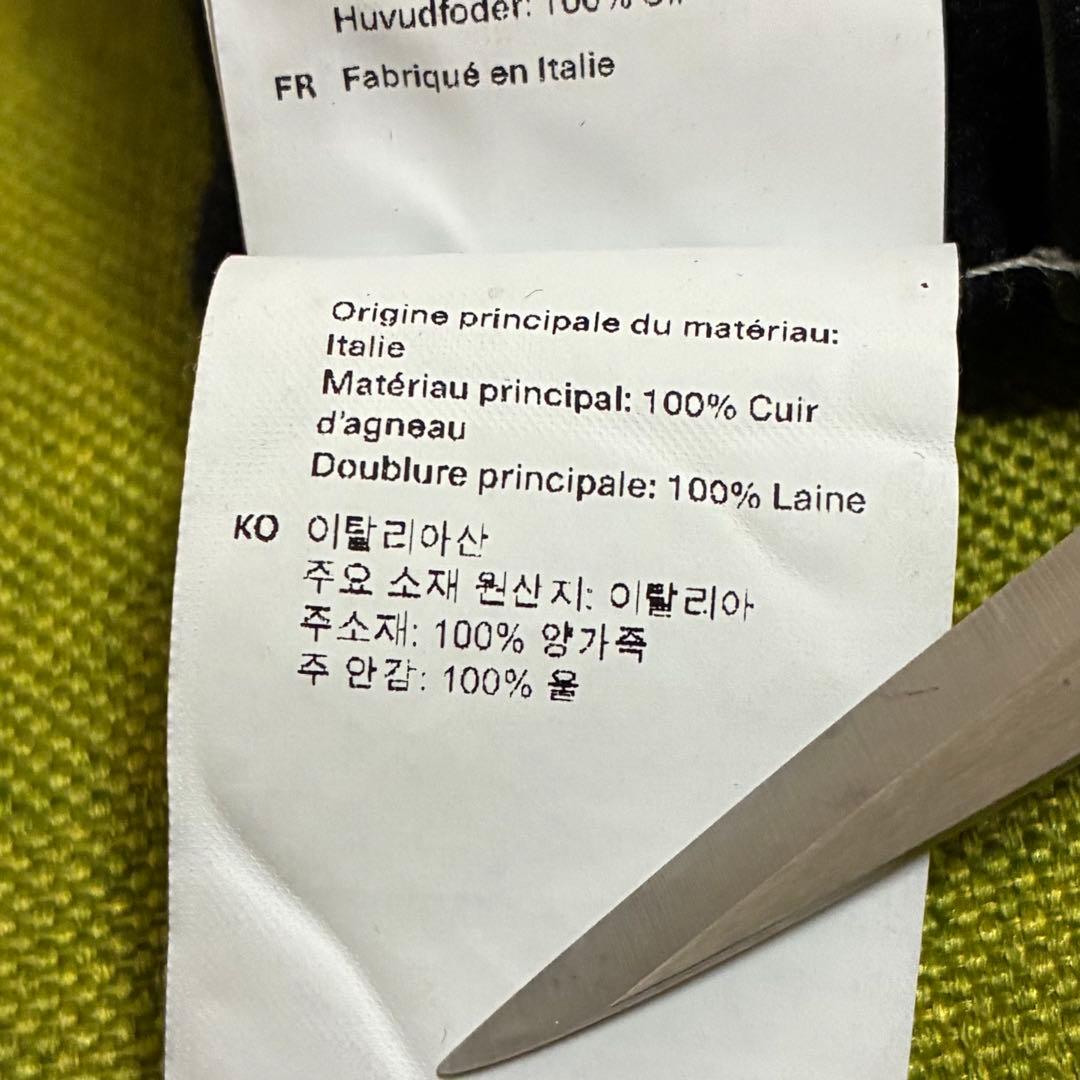 Huvudfoder: 100%
FR Fabriqué en Italie
Origine principale du matériau:
Italie
Matériau principal: 100% Cuir
d'agneau
Doublure principale: 100% Laine
KO 이탈리아산
주요 소재 원산지: 이탈리아
주소재: 100% 양가죽
주 안감: 100% 울